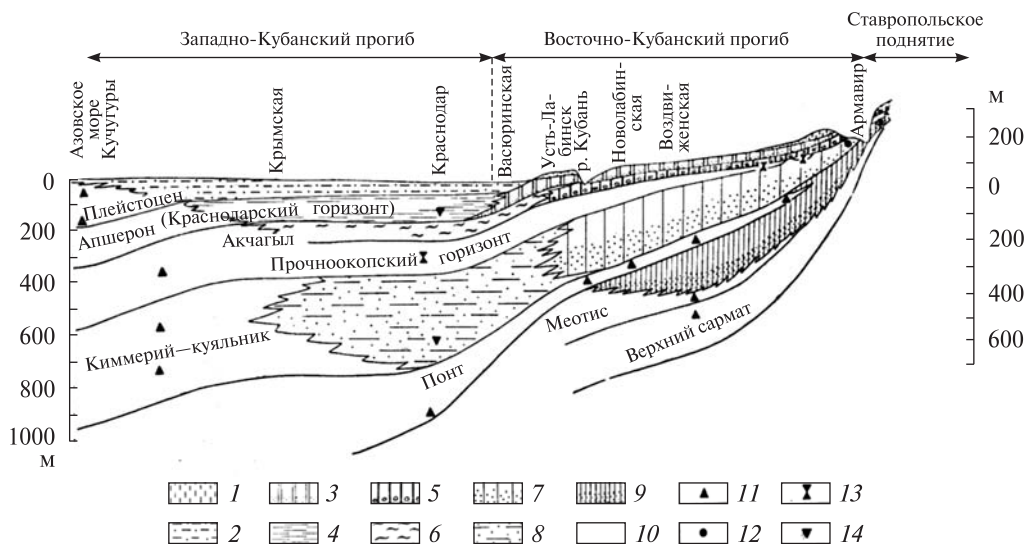 Западно-Кубанский прогиб
Восточно-Кубанский прогиб
Ставропольское
поднятие
Азовское
море
Кучугуры
Крымская
Краснодар
Васюринская
Усть-Ла-
бинск
р. Кубань
Новолабин-
ская
Воздви-
женская
Армавир
м
200
0
200
400
600
0
200
400
600
800
1000
м
Плейстоцен
Апшерон (Краснодарский горизонт)
Акчагыл
Прочноокопский горизонт
Киммерий—куяльник
Понт
Меотис
Верхний сармат
1 3 5 7 9 11 13
2 4 6 8 10 12 14